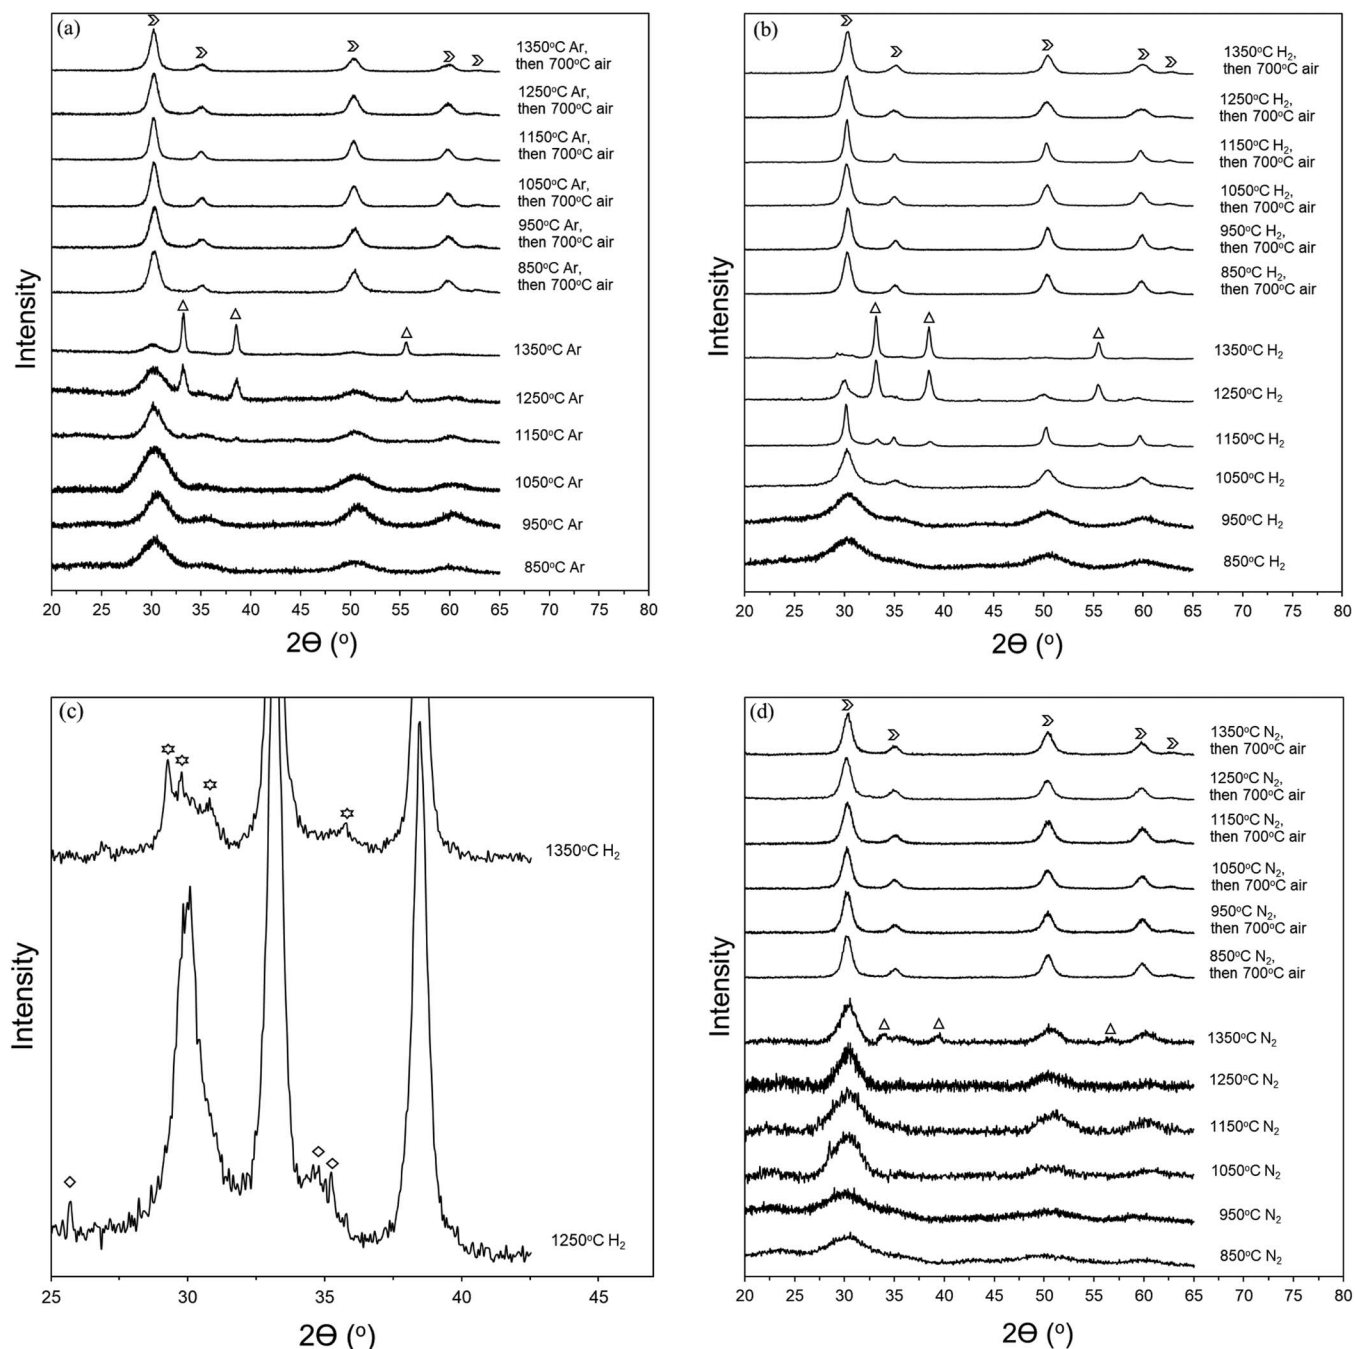 (a)
1350°C Ar,
then 700°C air
1250°C Ar,
then 700°C air
1150°C Ar,
then 700°C air
1050°C Ar,
then 700°C air
950°C Ar,
then 700°C air
850°C Ar,
then 700°C air
1350°C Ar
1250°C Ar
1150°C Ar
1050°C Ar
950°C Ar
850°C Ar
Intensity
20 25 30 35 40 45 50 55 60 65 70 75 80
2Θ (°)
(b)
1350°C H₂,
then 700°C air
1250°C H₂,
then 700°C air
1150°C H₂,
then 700°C air
1050°C H₂,
then 700°C air
950°C H₂,
then 700°C air
850°C H₂,
then 700°C air
1350°C H₂
1250°C H₂
1150°C H₂
1050°C H₂
950°C H₂
850°C H₂
Intensity
20 25 30 35 40 45 50 55 60 65 70 75 80
2Θ (°)
(c)
1350°C H₂
1250°C H₂
Intensity
25 30 35 40 45
2Θ (°)
(d)
1350°C N₂,
then 700°C air
1250°C N₂,
then 700°C air
1150°C N₂,
then 700°C air
1050°C N₂,
then 700°C air
950°C N₂,
then 700°C air
850°C N₂,
then 700°C air
1350°C N₂
1250°C N₂
1150°C N₂
1050°C N₂
950°C N₂
850°C N₂
Intensity
20 25 30 35 40 45 50 55 60 65 70 75 80
2Θ (°)